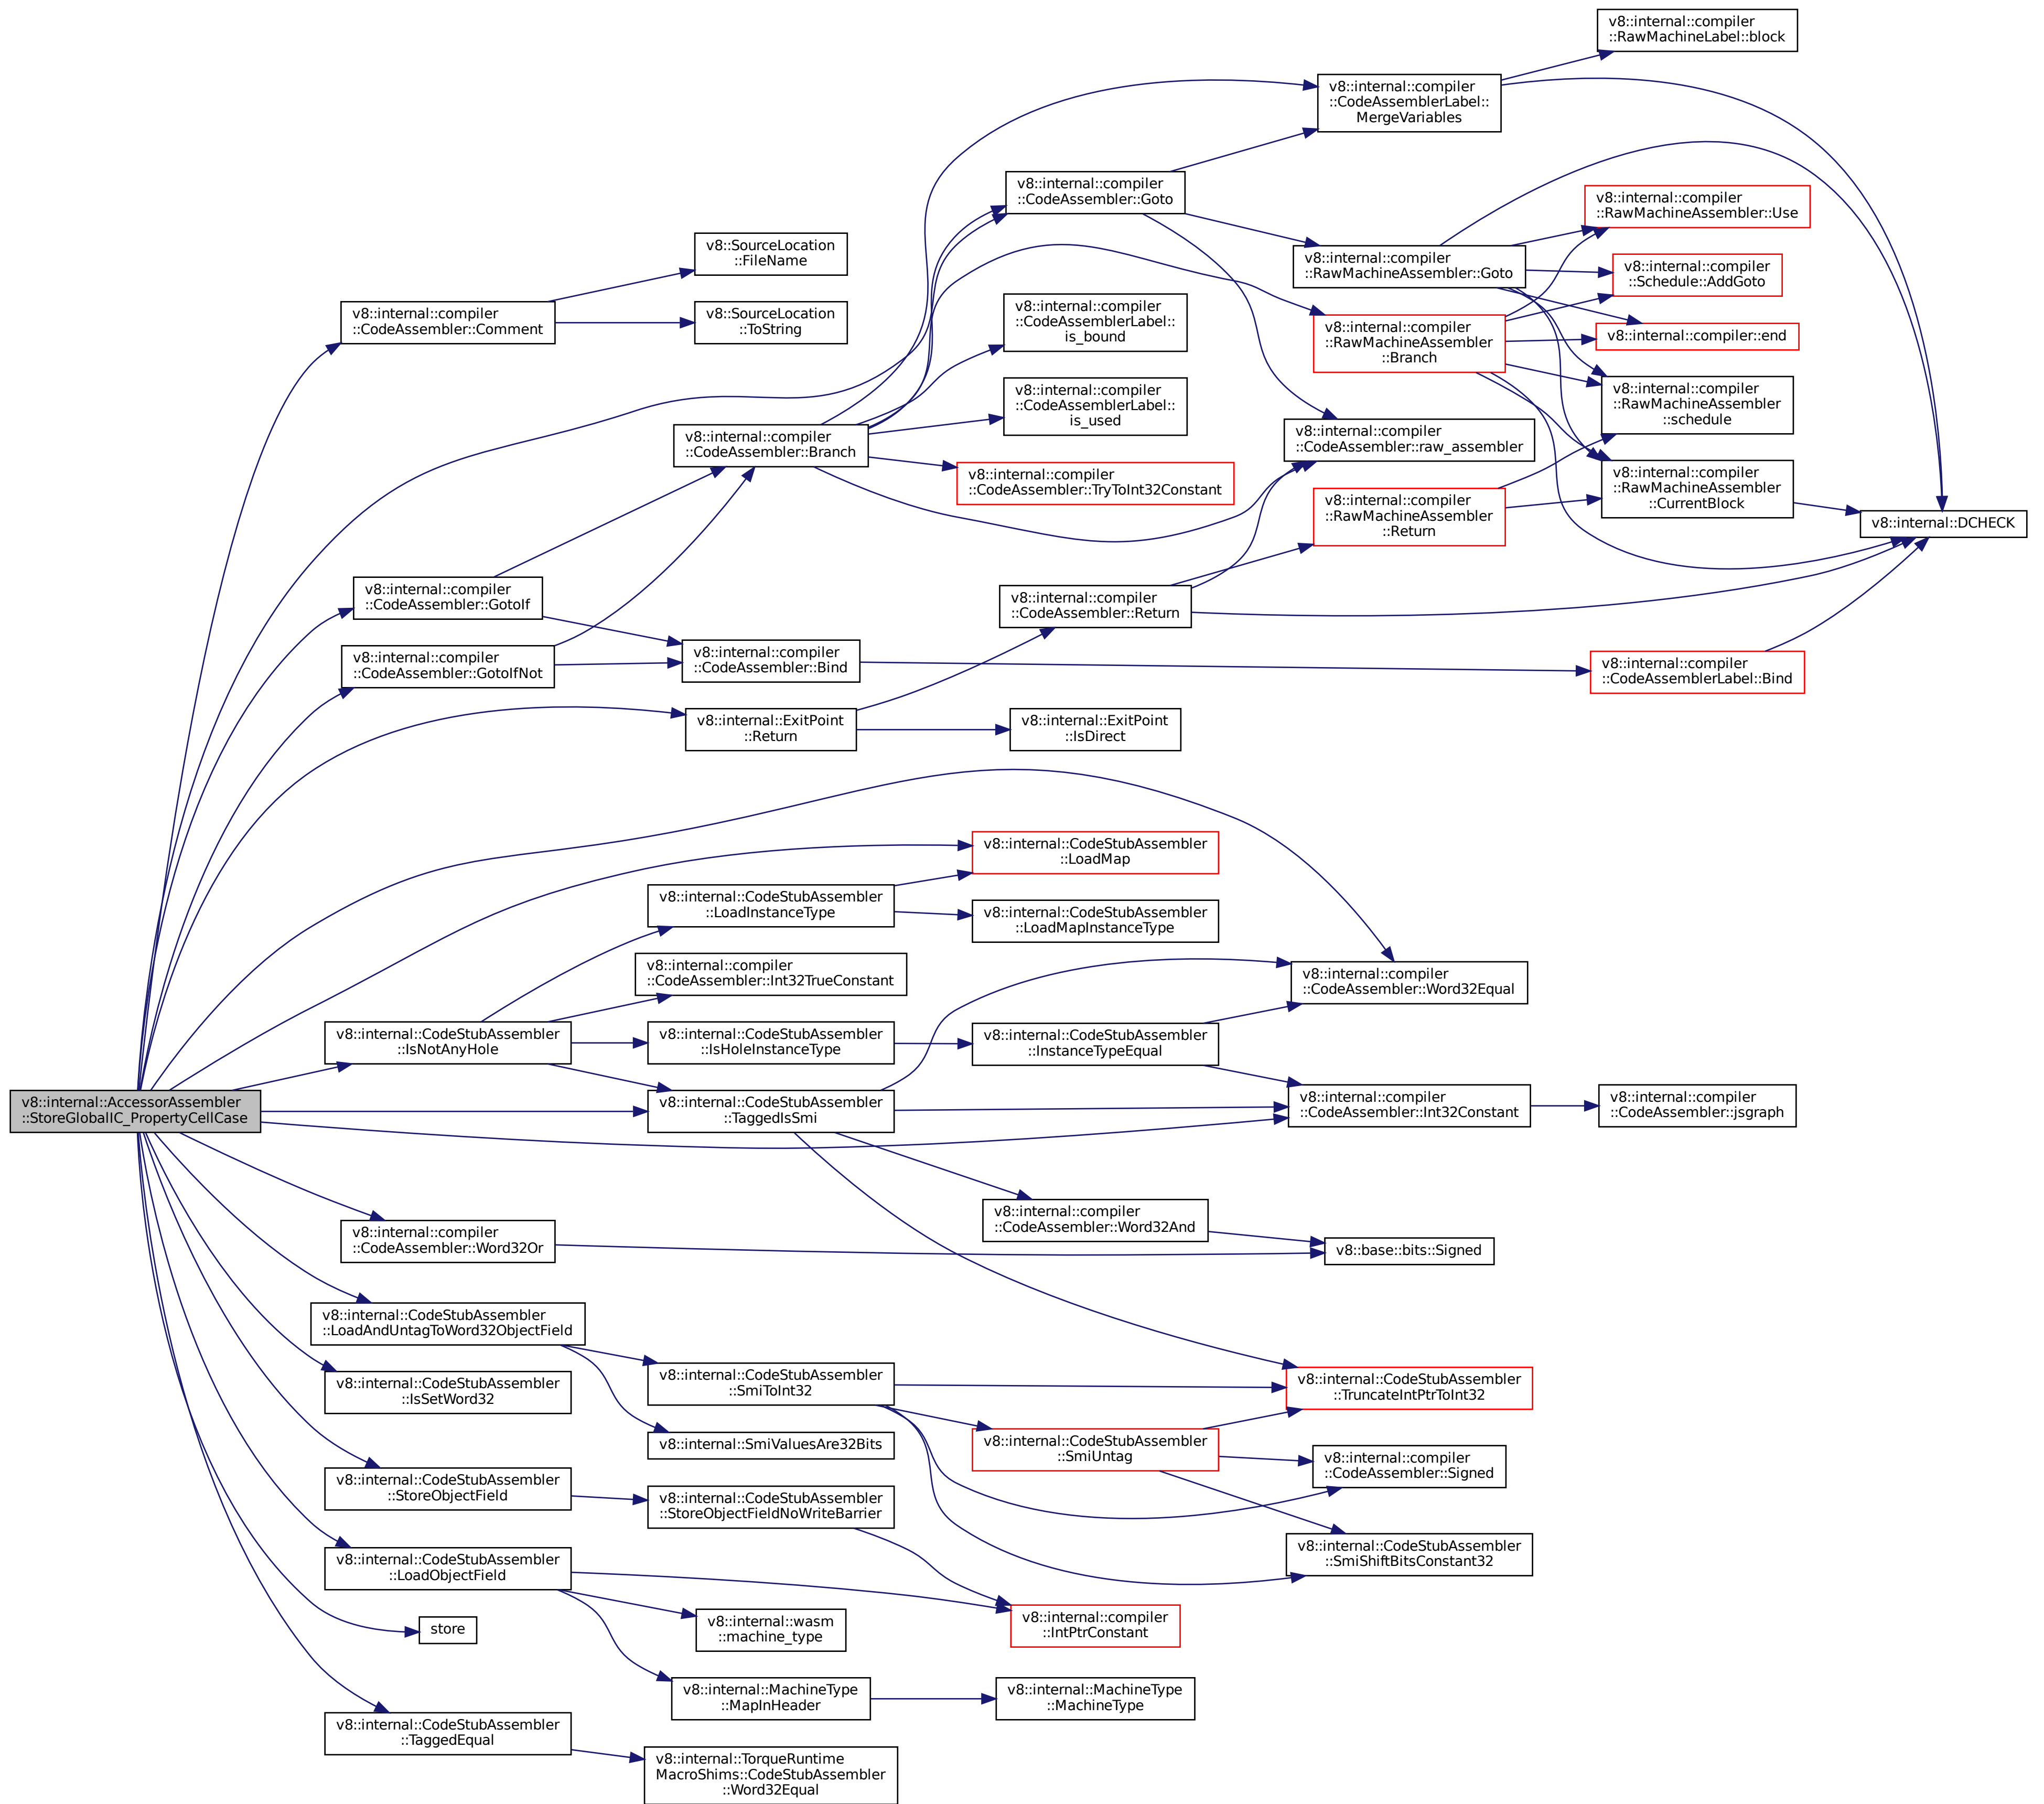 v8::internal::compiler
::RawMachineLabel::block
v8::internal::compiler
::CodeAssemblerLabel::
MergeVariables
v8::internal::compiler
::CodeAssembler::Goto
v8::internal::compiler
::RawMachineAssembler::Use
v8::SourceLocation
::FileName
v8::internal::compiler
::RawMachineAssembler::Goto
v8::internal::compiler
::Schedule::AddGoto
v8::internal::compiler
::CodeAssembler::Comment
v8::SourceLocation
::ToString
v8::internal::compiler
::CodeAssemblerLabel::
is_bound
v8::internal::compiler
::RawMachineAssembler
::Branch
v8::internal::compiler::end
v8::internal::compiler
::CodeAssemblerLabel::
is_used
v8::internal::compiler
::RawMachineAssembler
::schedule
v8::internal::compiler
::CodeAssembler::Branch
v8::internal::compiler
::CodeAssembler::raw_assembler
v8::internal::compiler
::CodeAssembler::TryToInt32Constant
v8::internal::compiler
::RawMachineAssembler
::CurrentBlock
v8::internal::compiler
::RawMachineAssembler
::Return
v8::internal::DCHECK
v8::internal::compiler
::CodeAssembler::GotoIf
v8::internal::compiler
::CodeAssembler::Return
v8::internal::compiler
::CodeAssembler::GotoIfNot
v8::internal::compiler
::CodeAssembler::Bind
v8::internal::compiler
::CodeAssemblerLabel::Bind
v8::internal::ExitPoint
::Return
v8::internal::ExitPoint
::IsDirect
v8::internal::CodeStubAssembler
::LoadMap
v8::internal::CodeStubAssembler
::LoadInstanceType
v8::internal::CodeStubAssembler
::LoadMapInstanceType
v8::internal::compiler
::CodeAssembler::Int32TrueConstant
v8::internal::compiler
::CodeAssembler::Word32Equal
v8::internal::CodeStubAssembler
::IsNotAnyHole
v8::internal::CodeStubAssembler
::IsHoleInstanceType
v8::internal::CodeStubAssembler
::InstanceTypeEqual
v8::internal::AccessorAssembler
::StoreGlobalIC_PropertyCellCase
v8::internal::CodeStubAssembler
::TaggedIsSmi
v8::internal::compiler
::CodeAssembler::Int32Constant
v8::internal::compiler
::CodeAssembler::jsgraph
v8::internal::compiler
::CodeAssembler::Word32And
v8::internal::compiler
::CodeAssembler::Word32Or
v8::base::bits::Signed
v8::internal::CodeStubAssembler
::LoadAndUntagToWord32ObjectField
v8::internal::CodeStubAssembler
::IsSetWord32
v8::internal::CodeStubAssembler
::SmiToInt32
v8::internal::CodeStubAssembler
::TruncateIntPtrToInt32
v8::internal::SmiValuesAre32Bits
v8::internal::CodeStubAssembler
::SmiUntag
v8::internal::compiler
::CodeAssembler::Signed
v8::internal::CodeStubAssembler
::StoreObjectField
v8::internal::CodeStubAssembler
::StoreObjectFieldNoWriteBarrier
v8::internal::CodeStubAssembler
::SmiShiftBitsConstant32
v8::internal::CodeStubAssembler
::LoadObjectField
store
v8::internal::wasm
::machine_type
v8::internal::compiler
::IntPtrConstant
v8::internal::MachineType
::MapInHeader
v8::internal::MachineType
::MachineType
v8::internal::CodeStubAssembler
::TaggedEqual
v8::internal::TorqueRuntime
MacroShims::CodeStubAssembler
::Word32Equal